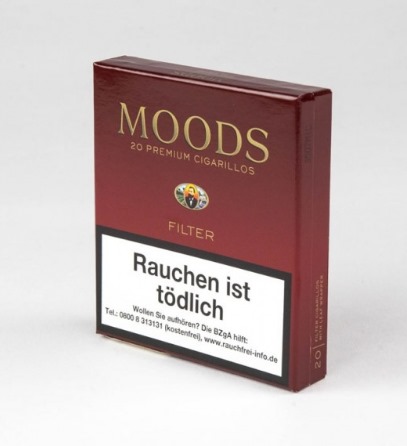 MOODS
20 PREMIUM CIGARILLOS
FILTER
Rauchen ist
tödlich
Wollen Sie aufhören? Die BZgA hilft:
Tel.: 0800 8 313131 (kostenfrei), www.rauchfrei-info.de
20